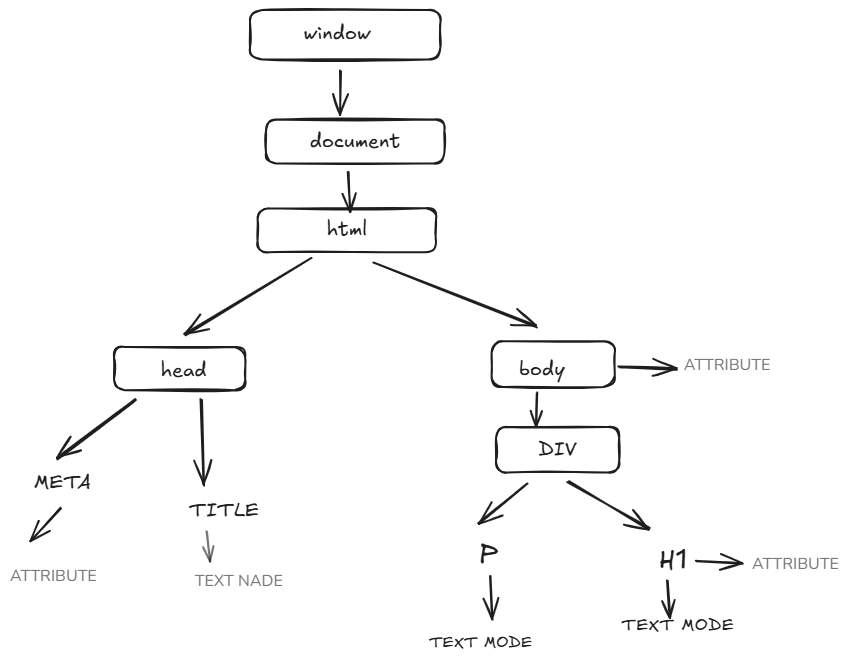 window
document
html
head
body
ATTRIBUTE
DIV
META
TITLE
P
H1
ATTRIBUTE
ATTRIBUTE
TEXT NADE
TEXT MODE
TEXT MODE